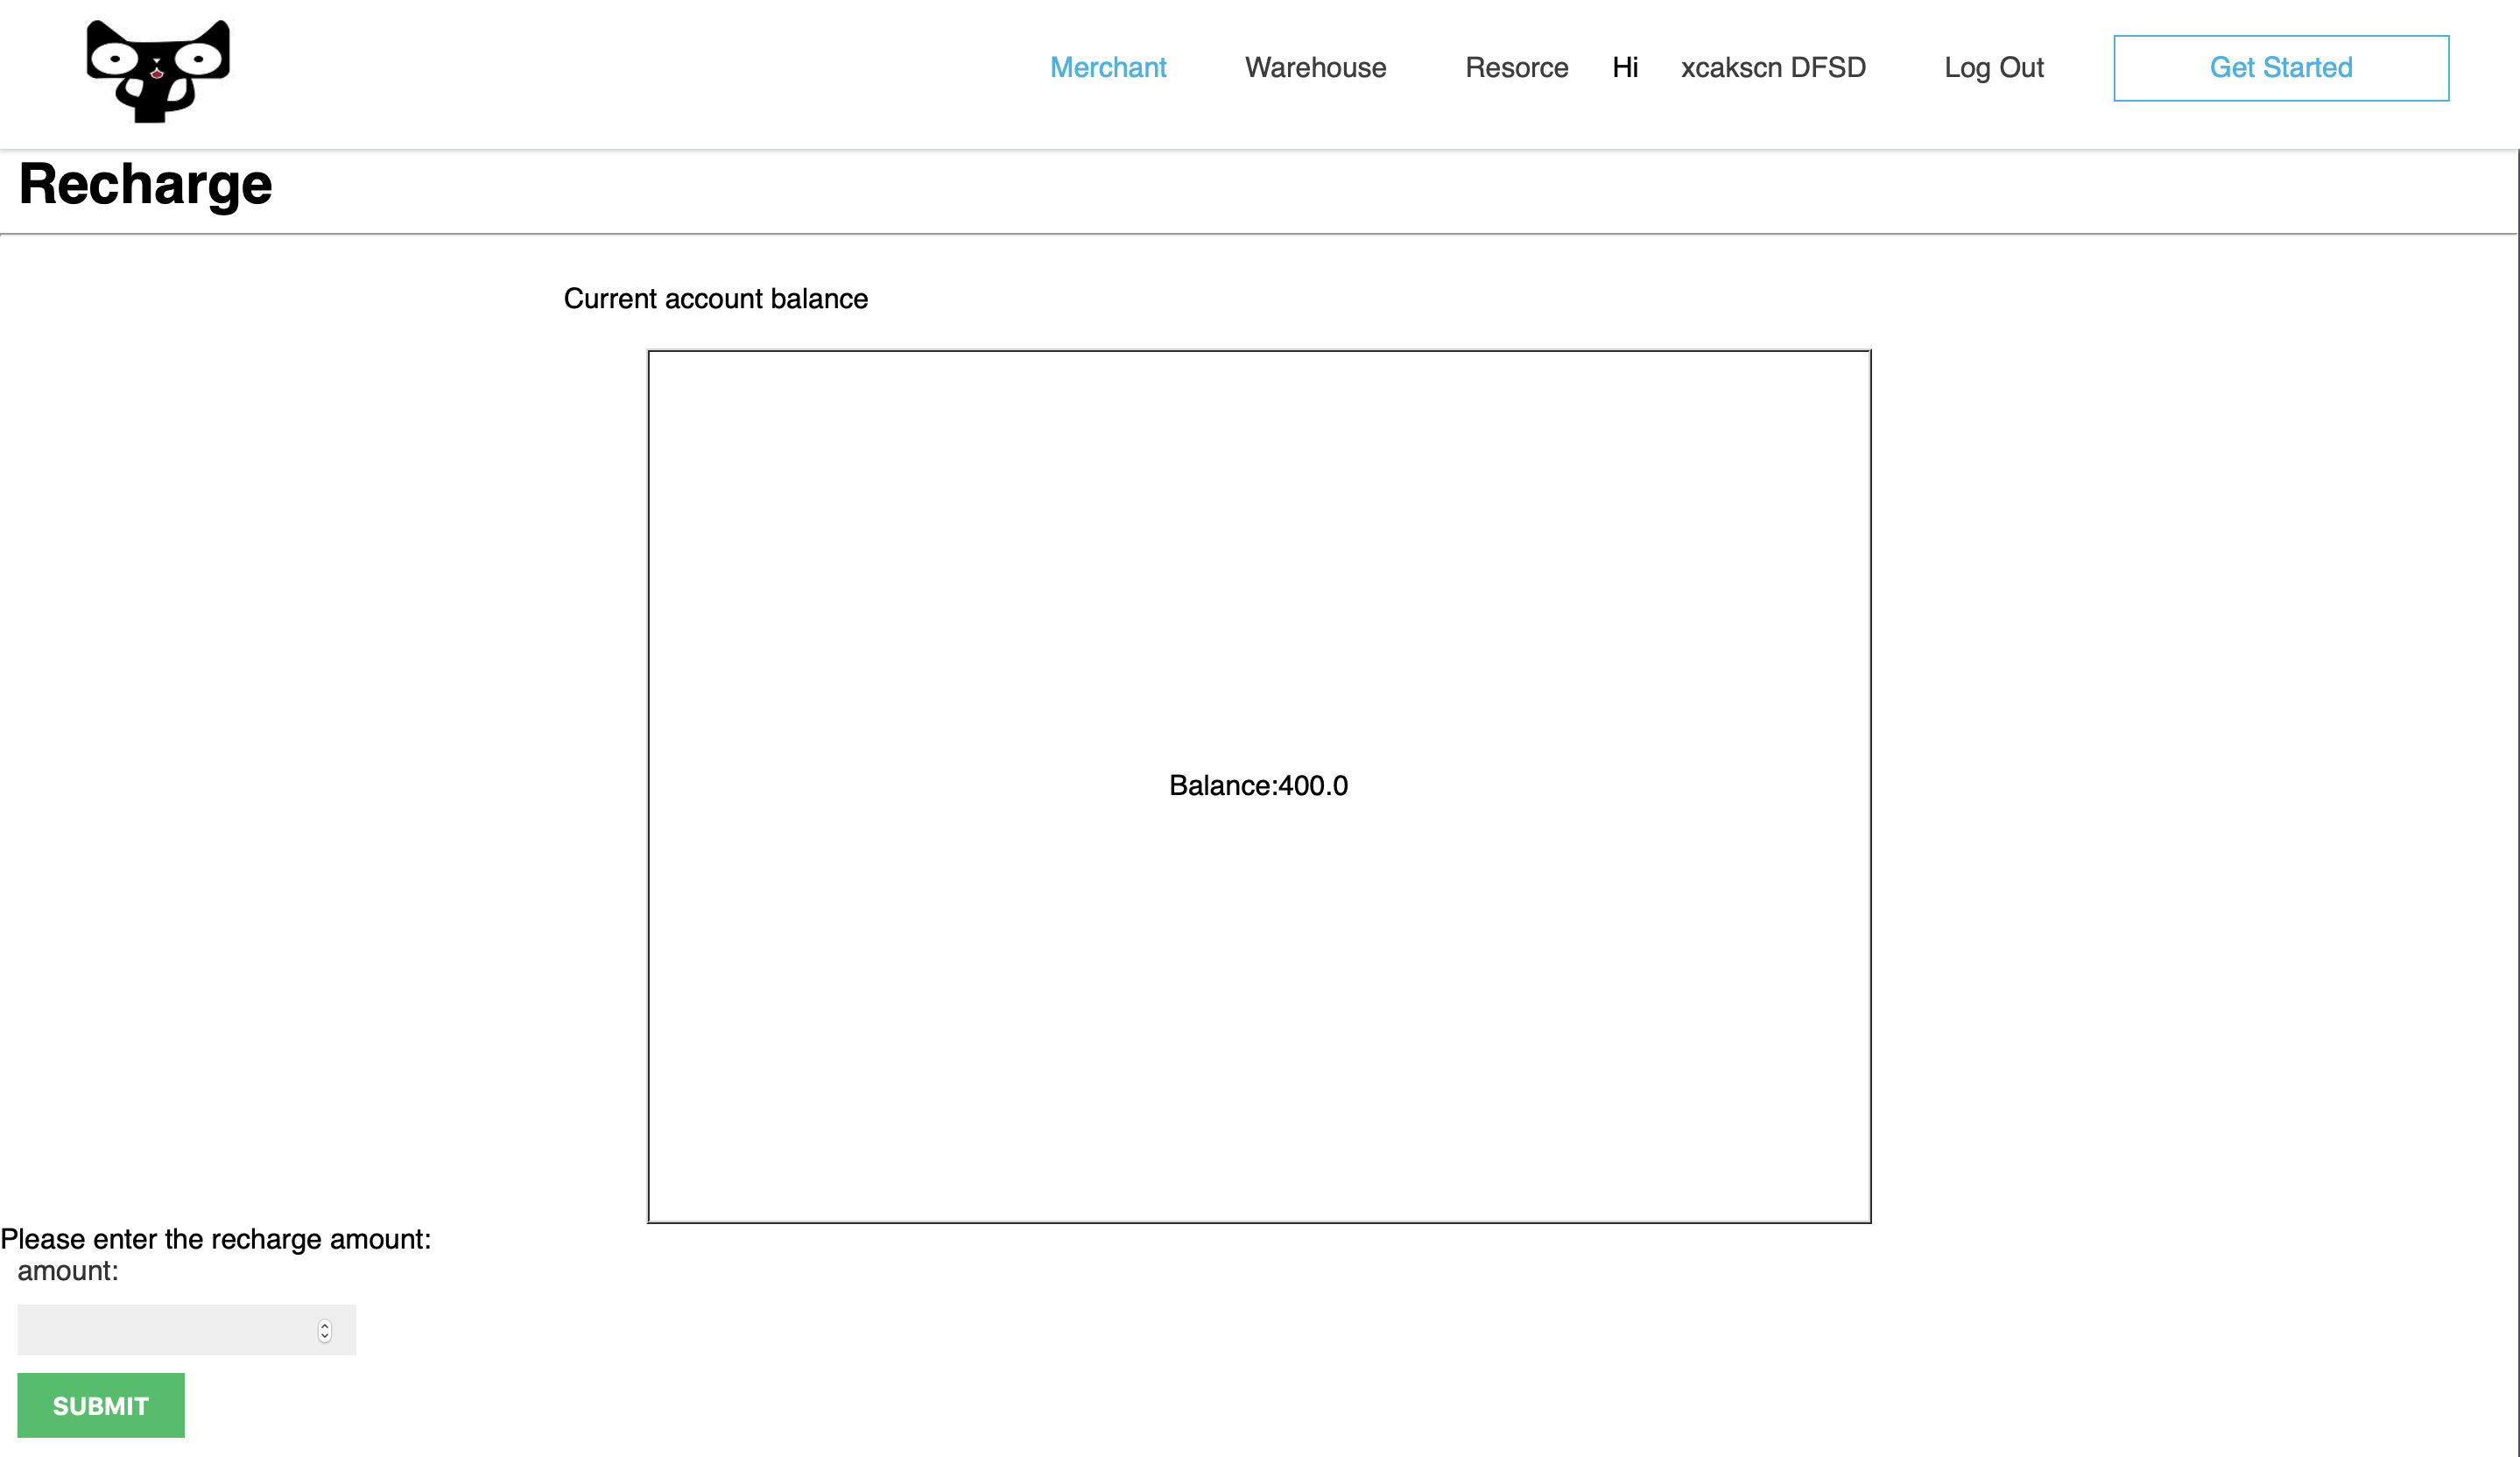 Merchant Warehouse Resorce Hi xcakscn DFSD Log Out Get Started
Recharge
Current account balance
Balance:400.0
Please enter the recharge amount:
amount:
SUBMIT